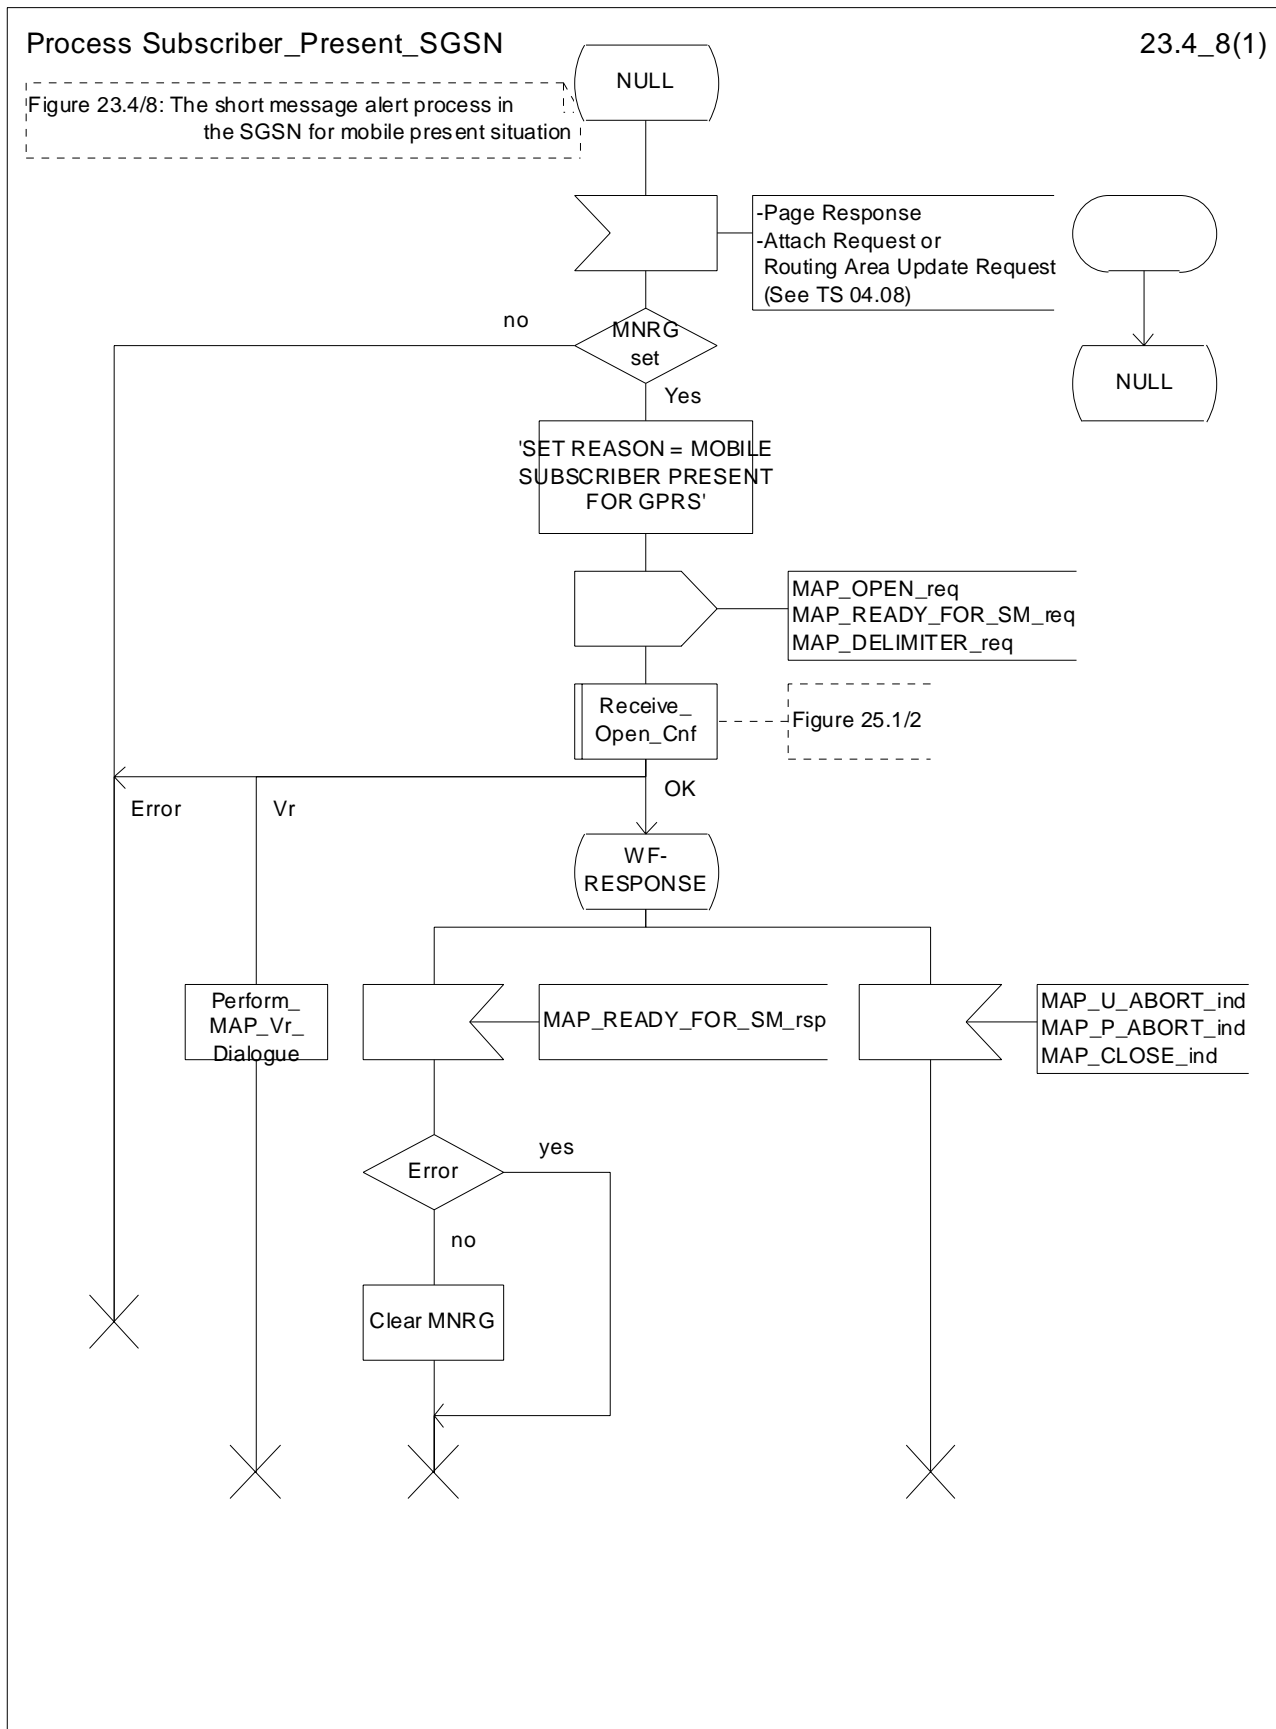 Process Subscriber_Present_SGSN
23.4_8(1)
NULL
Figure 23.4/8: The short message alert process in
the SGSN for mobile present situation
-Page Response
-Attach Request or
Routing Area Update Request
(See TS 04.08)
no
MNRG
set
Yes
NULL
'SET REASON = MOBILE
SUBSCRIBER PRESENT
FOR GPRS'
MAP_OPEN_req
MAP_READY_FOR_SM_req
MAP_DELIMITER_req
Receive_
Open_Cnf
Figure 25.1/2
Error
Vr
OK
WF-
RESPONSE
Perform_
MAP_Vr_
Dialogue
MAP_READY_FOR_SM_rsp
MAP_U_ABORT_ind
MAP_P_ABORT_ind
MAP_CLOSE_ind
Error
yes
no
Clear MNRG